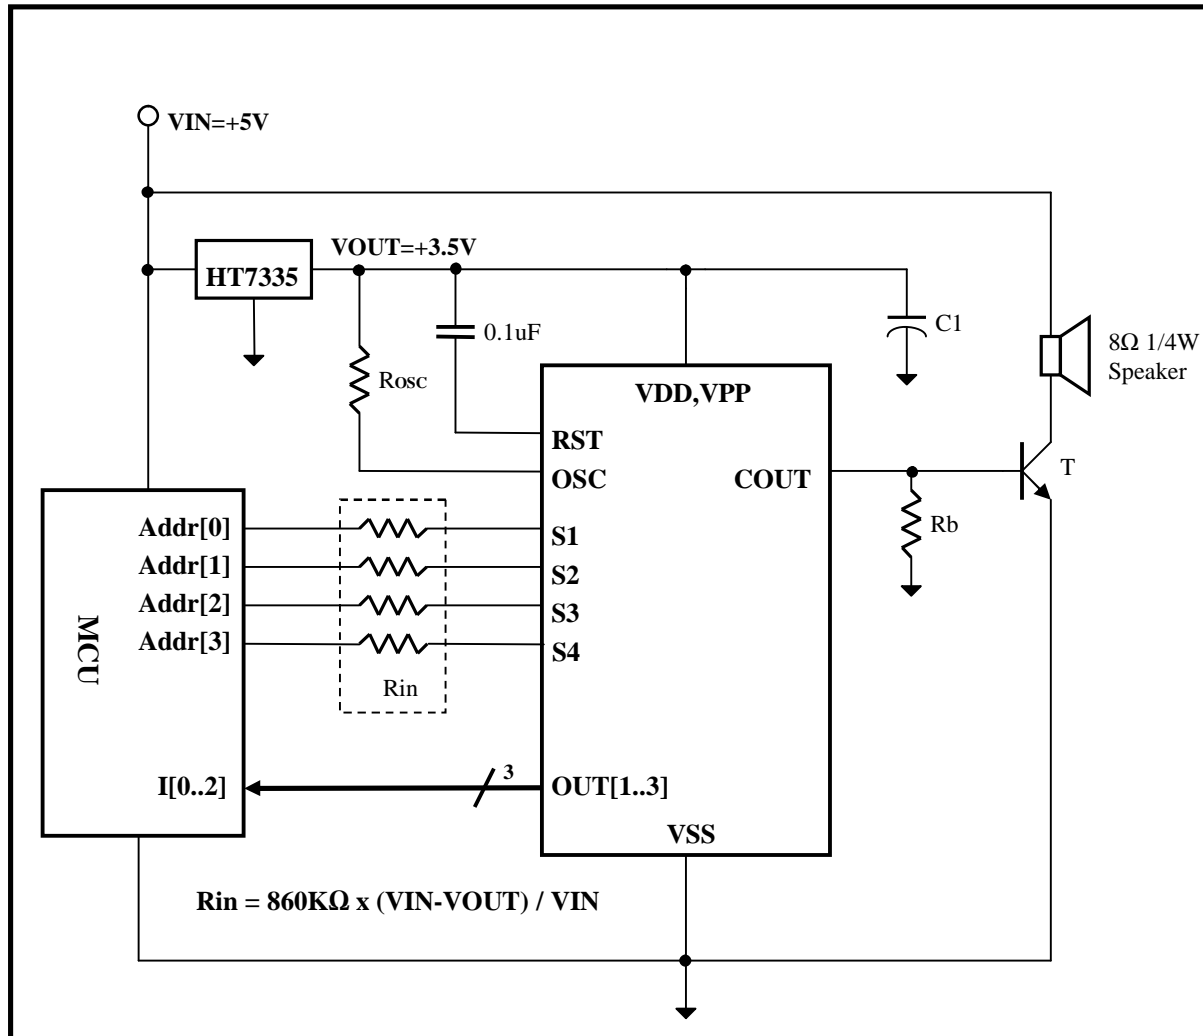 VIN=+5V
VOUT=+3.5V
HT7335
0.1uF
C1
8Ω 1/4W
Speaker
Rosc
VDD,VPP
RST
OSC
COUT
T
Addr[0]
S1
Rb
Addr[1]
S2
Addr[2]
S3
Addr[3]
S4
MCU
Rin
3
I[0..2]
OUT[1..3]
VSS
Rin = 860KΩ x (VIN-VOUT) / VIN